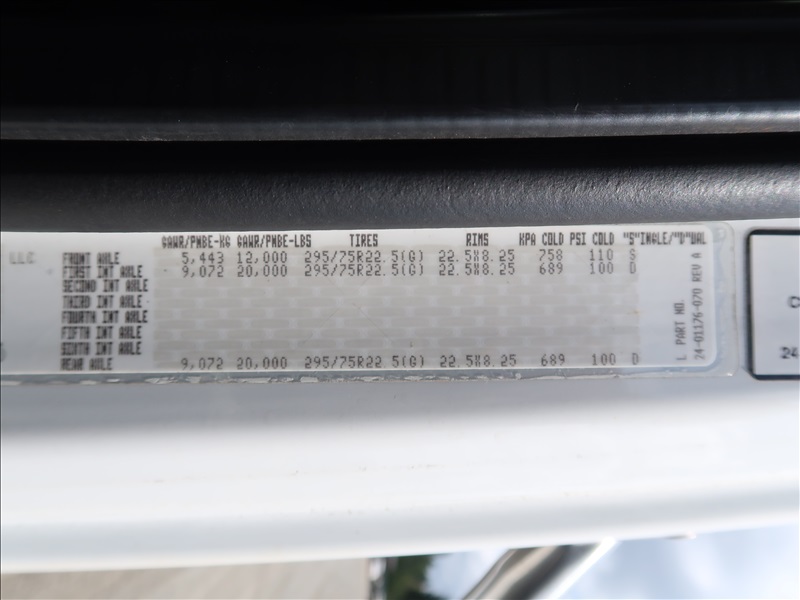 GAWR/PNBE-KG GAWR/PNBE-LBS TIRES RIMS KPA COLD PSI COLD "S"INGLE/"D"UAL
LLC
FRONT AXLE 5,443 12,000 295/75R22.5(G) 22.5X8.25 758 110 S
FIRST INT AXLE 9,072 20,000 295/75R22.5(G) 22.5X8.25 689 100 D
SECOND INT AXLE
THIRD INT AXLE
FOURTH INT AXLE
FIFTH INT AXLE
SIXTH INT AXLE
REAR AXLE 9,072 20,000 295/75R22.5(G) 22.5X8.25 689 100 D
L PART NO.
24-01176-070 REV A
C
24